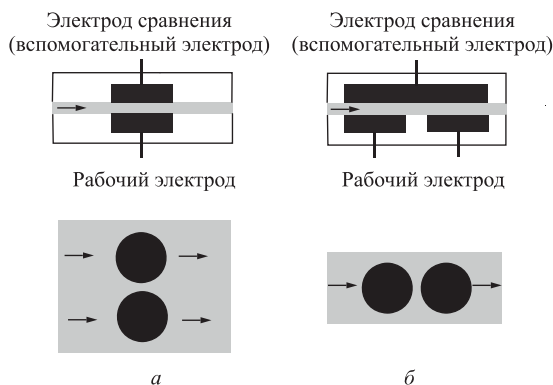 Электрод сравнения
(вспомогательный электрод)
Рабочий электрод
а
Электрод сравнения
(вспомогательный электрод)
Рабочий электрод
б